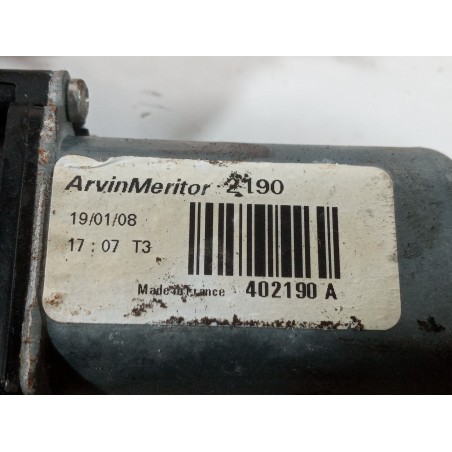 ArvinMeritor 2190
19/01/08
17 : 07 T3
Made in France 402190 A